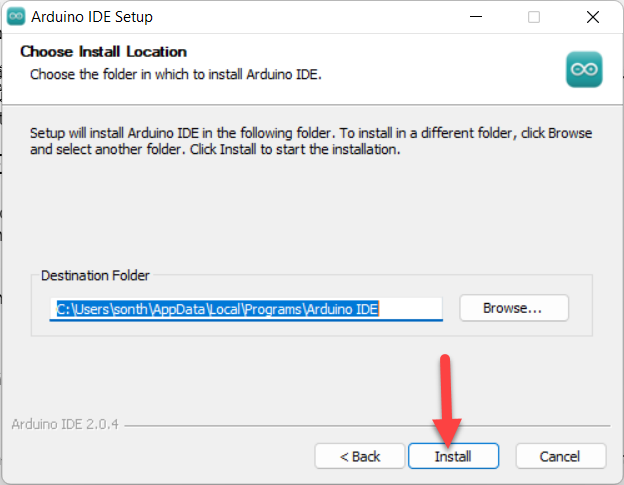 Arduino IDE Setup
Choose Install Location
Choose the folder in which to install Arduino IDE.
Setup will install Arduino IDE in the following folder. To install in a different folder, click Browse
and select another folder. Click Install to start the installation.
Destination Folder
C:\Users\sonth\AppData\Local\Programs\Arduino IDE
Browse...
Arduino IDE 2.0.4
< Back
Install
Cancel